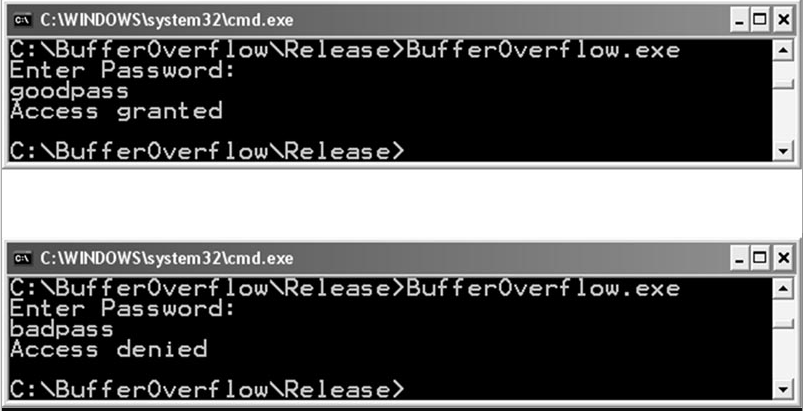 C:\WINDOWS\system32\cmd.exe
C:\BufferOverflow\Release>BufferOverflow.exe
Enter Password:
goodpass
Access granted
C:\BufferOverflow\Release>
C:\WINDOWS\system32\cmd.exe
C:\BufferOverflow\Release>BufferOverflow.exe
Enter Password:
badpass
Access denied
C:\BufferOverflow\Release>